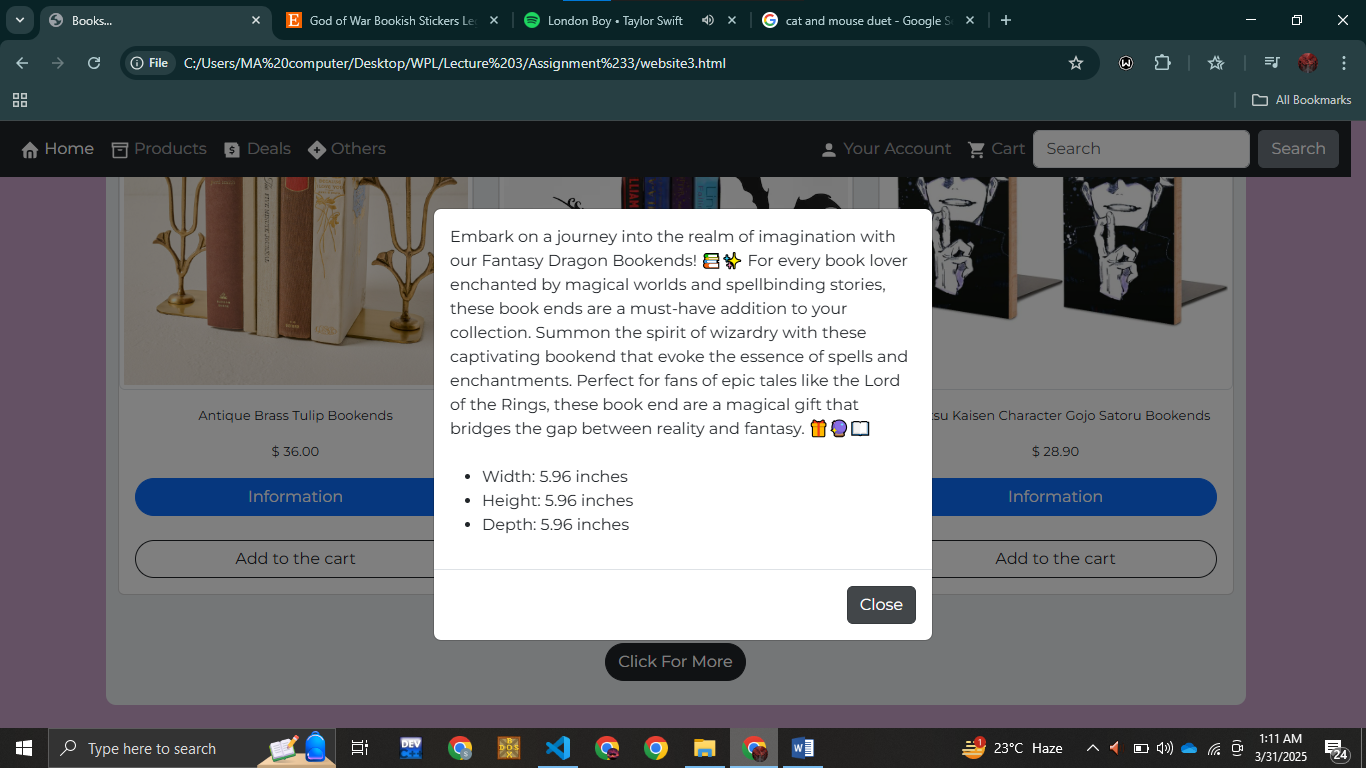 Books...
God of War Bookish Stickers Le
London Boy • Taylor Swift
cat and mouse duet - Google S
File
C:/Users/MA%20computer/Desktop/WPL/Lecture%203/Assignment%233/website3.html
All Bookmarks
Home
Products
Deals
Others
Your Account
Cart
Search
Search
Embark on a journey into the realm of imagination with
our Fantasy Dragon Bookends! 📚✨ For every book lover
enchanted by magical worlds and spellbinding stories,
these book ends are a must-have addition to your
collection. Summon the spirit of wizardry with these
captivating bookend that evoke the essence of spells and
enchantments. Perfect for fans of epic tales like the Lord
of the Rings, these book end are a magical gift that
bridges the gap between reality and fantasy. 🎁🔮📖
• Width: 5.96 inches
• Height: 5.96 inches
• Depth: 5.96 inches
Close
Antique Brass Tulip Bookends
$ 36.00
Information
Add to the cart
Kaisen Character Gojo Satoru Bookends
$ 28.90
Information
Add to the cart
Click For More
Type here to search
DEV
DOS
23°C Haze
1:11 AM
3/31/2025
24